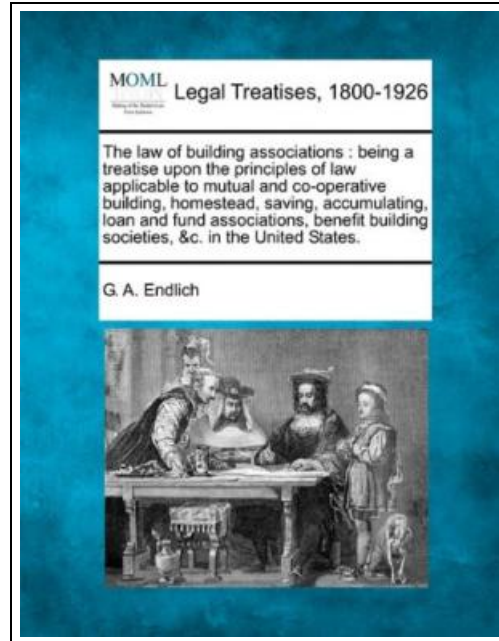 MOML
Legal Treatises, 1800-1926
The law of building associations : being a
treatise upon the principles of law
applicable to mutual and co-operative
building, homestead, saving, accumulating,
loan and fund associations, benefit building
societies, &c. in the United States.
G. A. Endlich